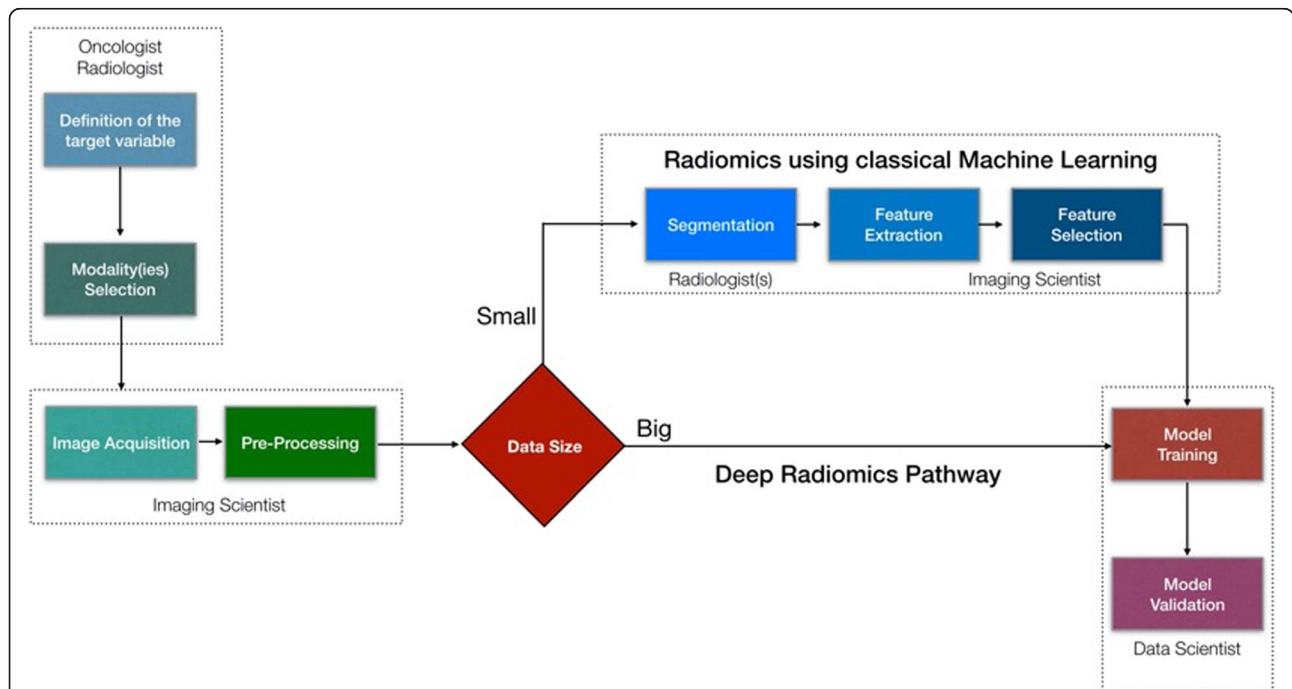 Oncologist
Radiologist
Definition of the
target variable
Modality(ies)
Selection
Image Acquisition
Pre-Processing
Imaging Scientist
Data Size
Small
Big
Radiomics using classical Machine Learning
Segmentation
Feature
Extraction
Feature
Selection
Radiologist(s)
Imaging Scientist
Deep Radiomics Pathway
Model
Training
Model
Validation
Data Scientist